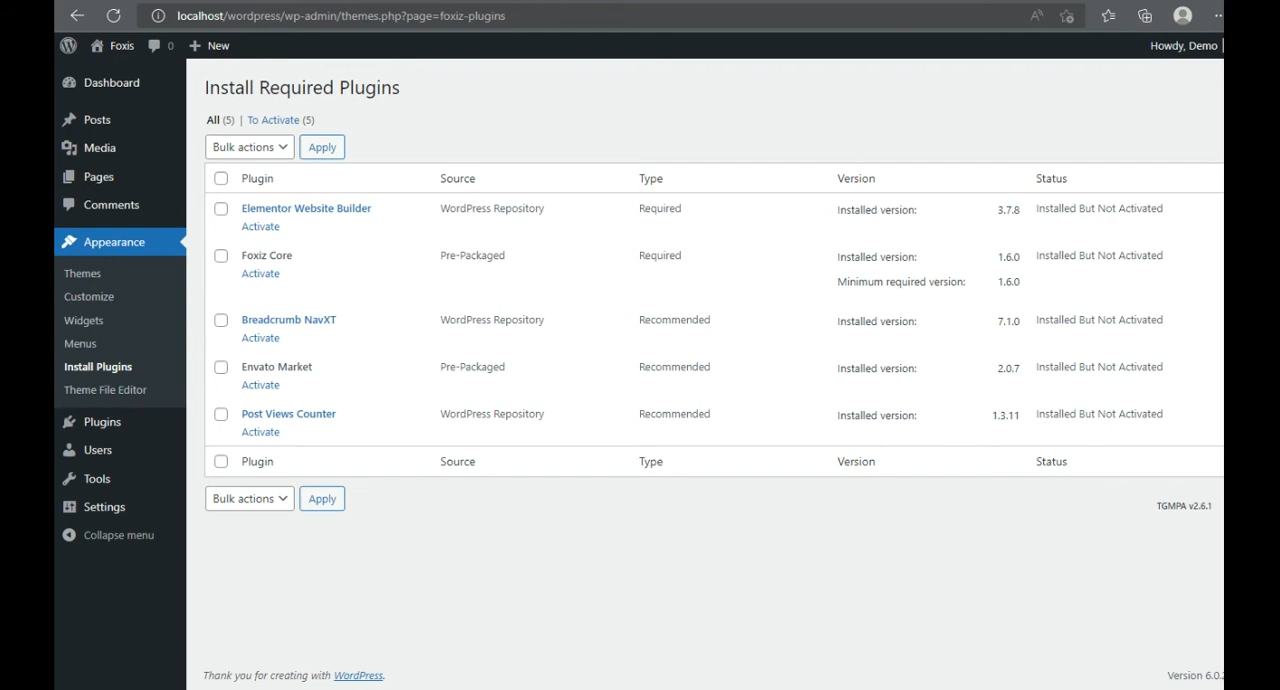 localhost/wordpress/wp-admin/themes.php?page=foxiz-plugins
Foxis 0 New Howdy, Demo
Dashboard
Posts
Media
Pages
Comments
Appearance
Themes
Customize
Widgets
Menus
Install Plugins
Theme File Editor
Plugins
Users
Tools
Settings
Collapse menu
Install Required Plugins
All (5) | To Activate (5)
Bulk actions Apply
Plugin Source Type Version Status
Elementor Website Builder WordPress Repository Required Installed version: 3.7.8 Installed But Not Activated
Activate
Foxiz Core Pre-Packaged Required Installed version: 1.6.0 Installed But Not Activated
Activate Minimum required version: 1.6.0
Breadcrumb NavXT WordPress Repository Recommended Installed version: 7.1.0 Installed But Not Activated
Activate
Envato Market Pre-Packaged Recommended Installed version: 2.0.7 Installed But Not Activated
Activate
Post Views Counter WordPress Repository Recommended Installed version: 1.3.11 Installed But Not Activated
Activate
Plugin Source Type Version Status
Bulk actions Apply
TGMPA v2.6.1
Thank you for creating with WordPress. Version 6.0.2